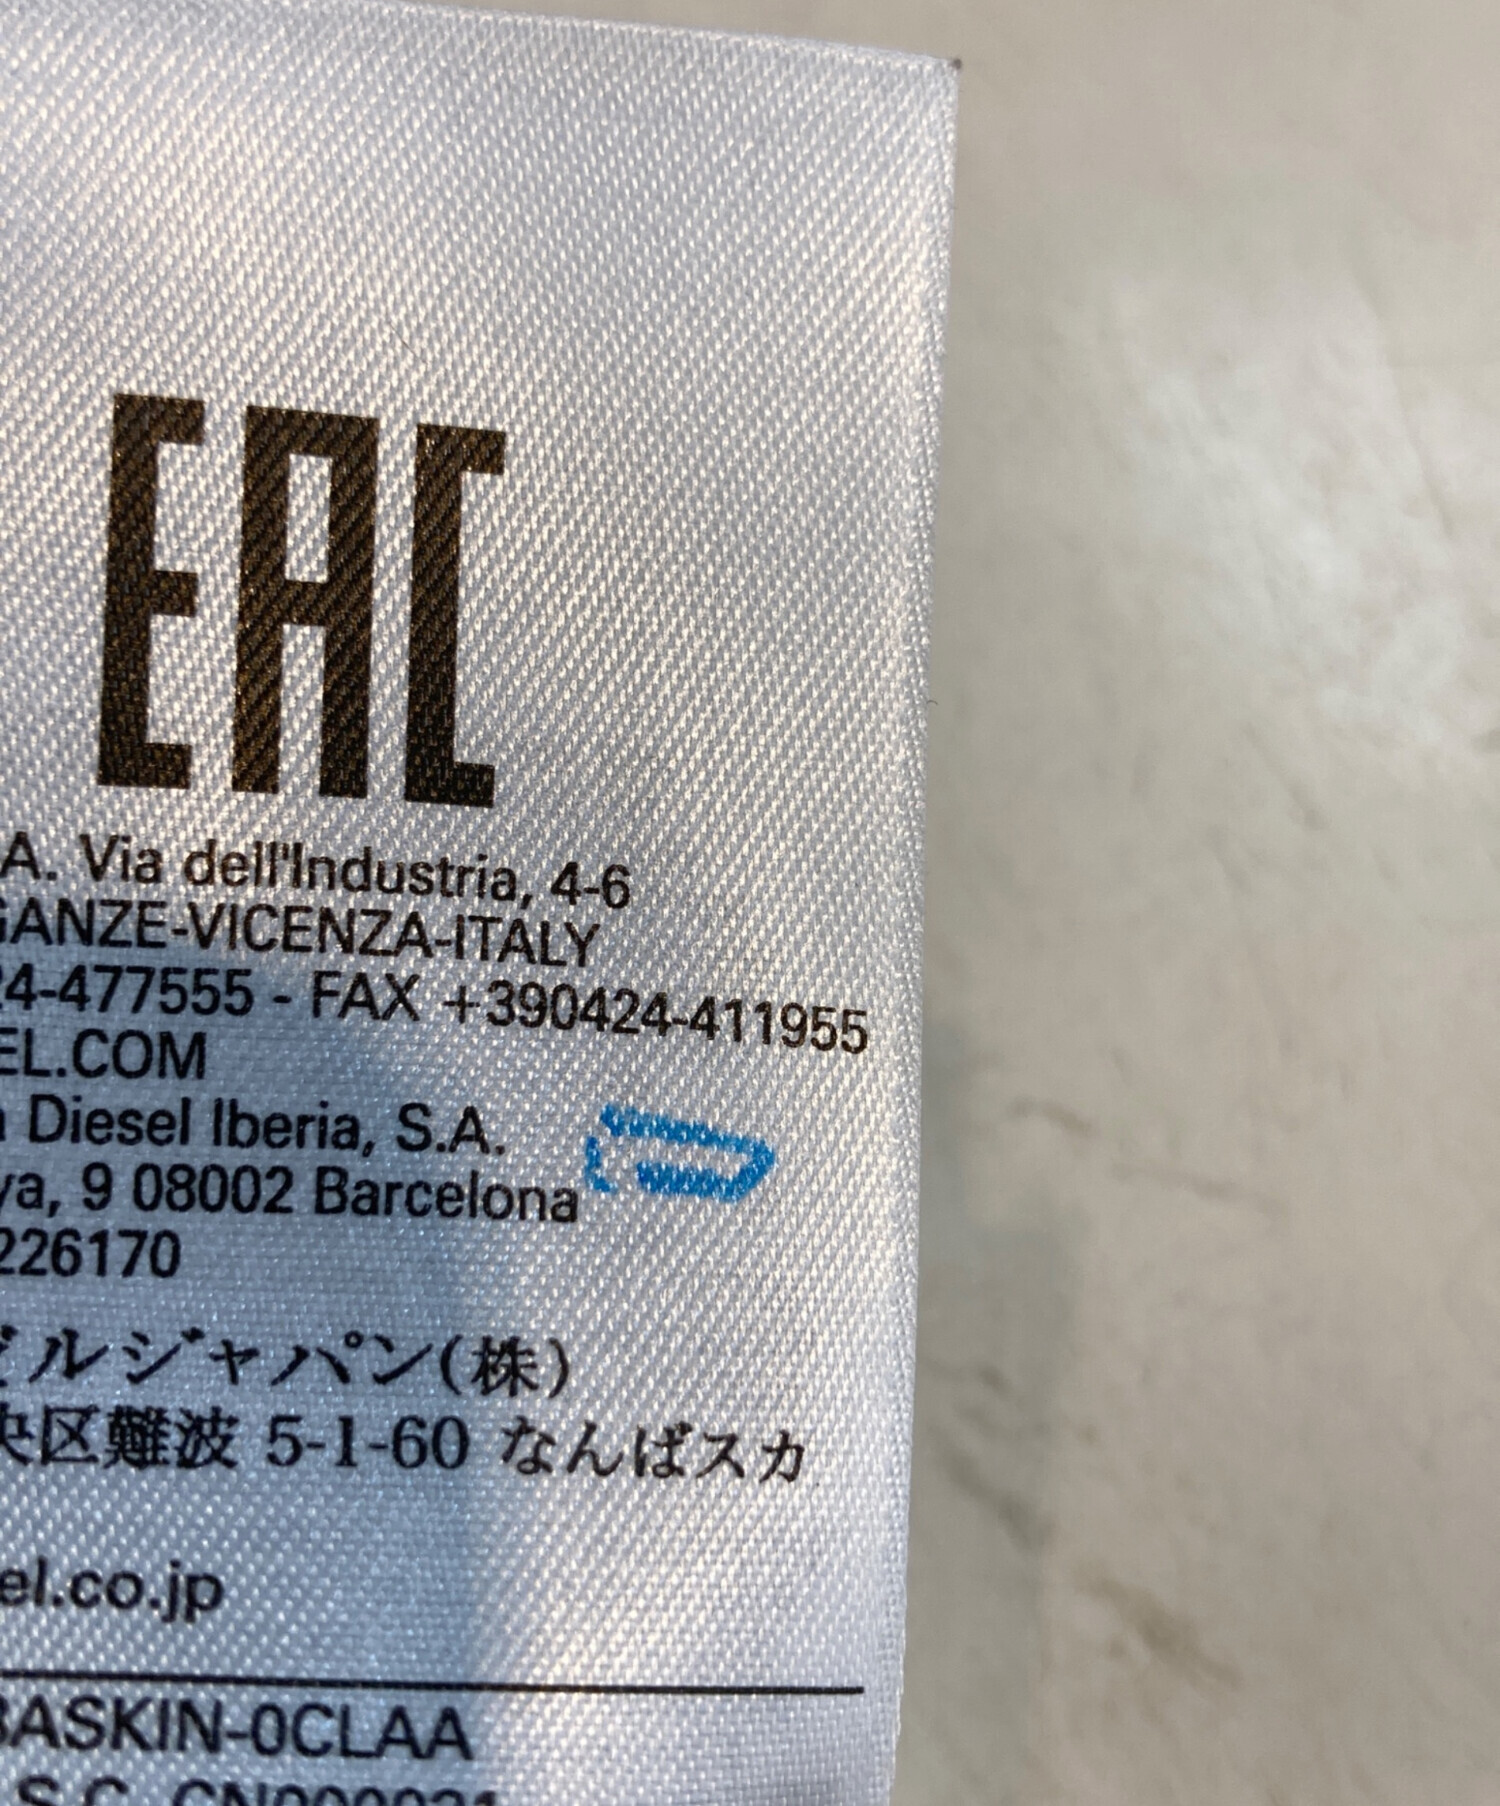 EAC
A. Via dell'Industria, 4-6
GANZE-VICENZA-ITALY
24-477555 - FAX +390424-411955
EL.COM
Diesel Iberia, S.A.
ya, 9 08002 Barcelona
226170
ゼルジャパン(株)
央区難波 5-1-60 なんばスカ
el.co.jp
BASKIN-0CLAA
S.C. CN000031